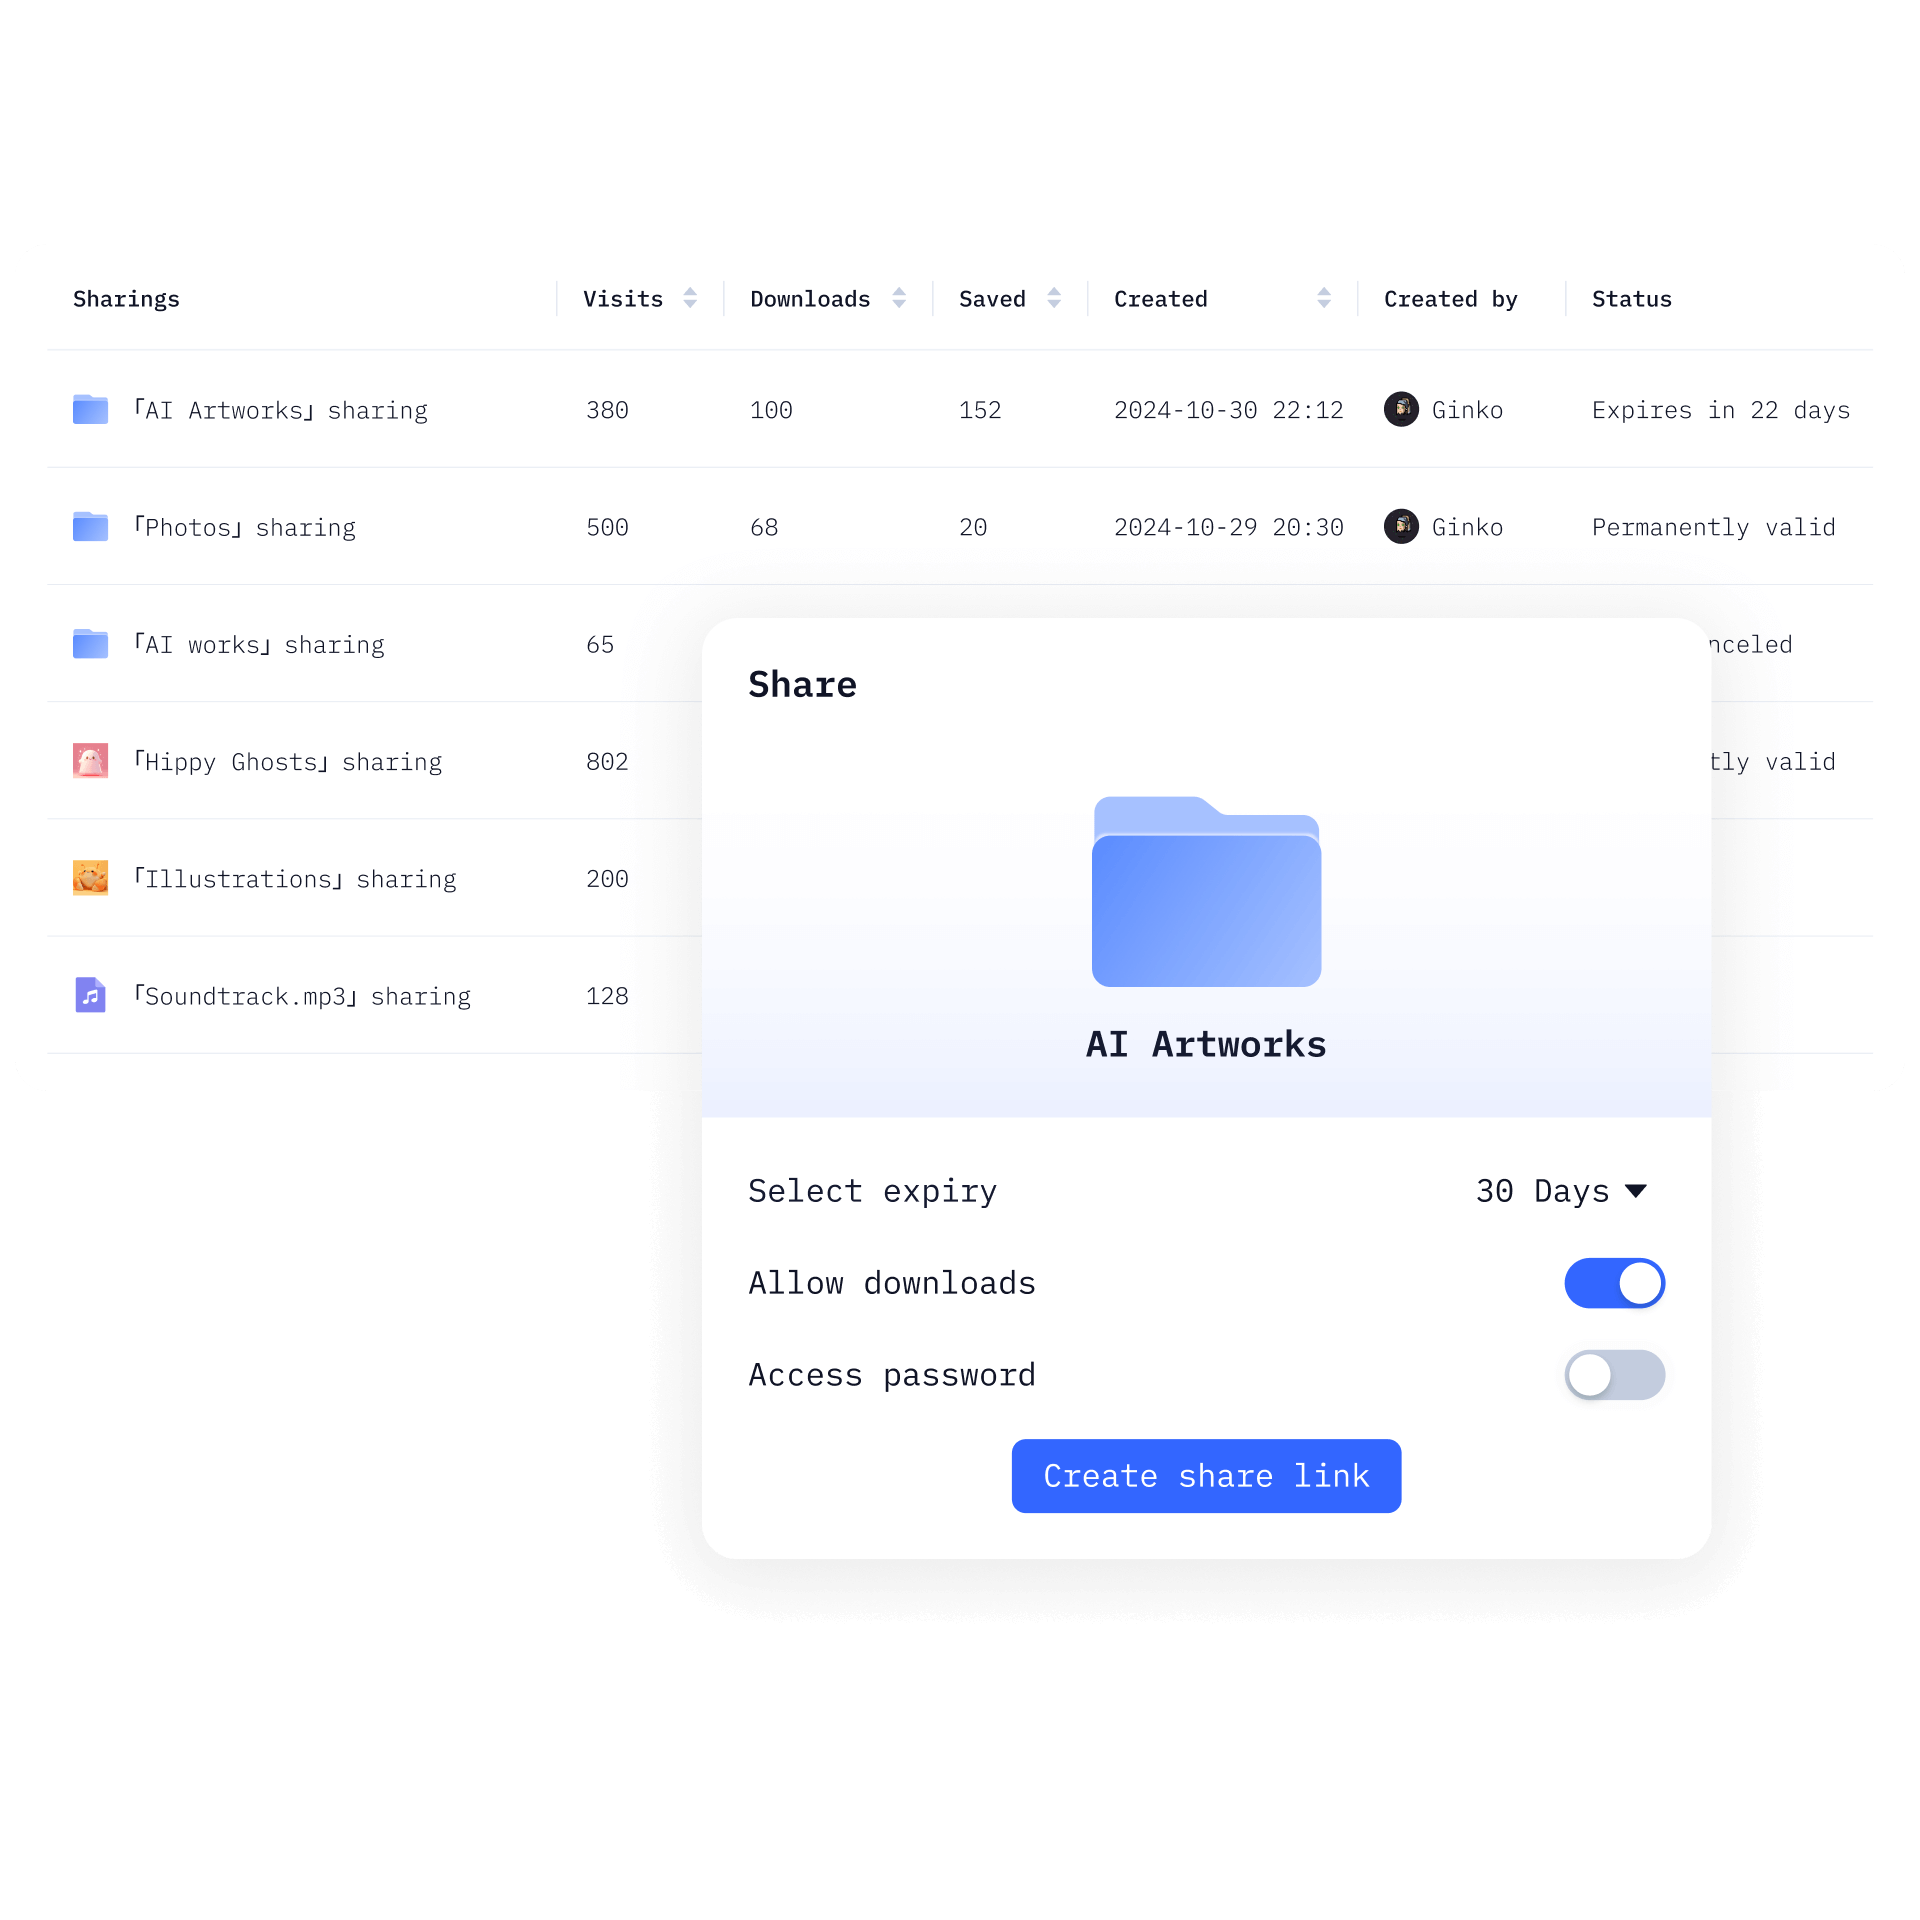 Sharings Visits Downloads Saved Created Created by Status
「AI Artworks」sharing 380 100 152 2024-10-30 22:12 Ginko Expires in 22 days
「Photos」sharing 500 68 20 2024-10-29 20:30 Ginko Permanently valid
「AI works」sharing 65
「Hippy Ghosts」sharing 802 valid
「Illustrations」sharing 200
「Soundtrack.mp3」sharing 128
Share
AI Artworks
Select expiry 30 Days
Allow downloads
Access password
Create share link